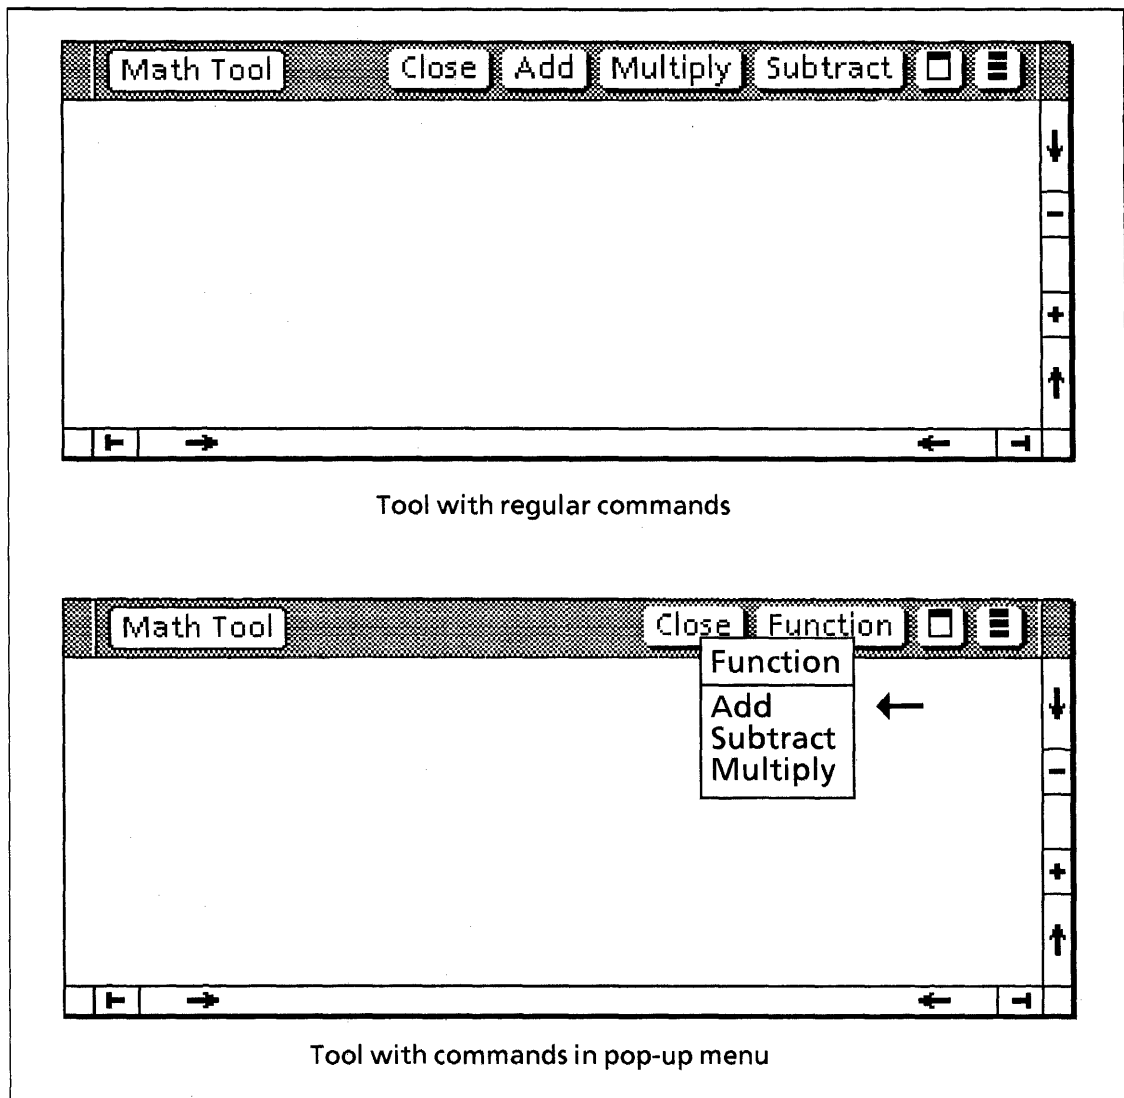 Math Tool Close Add Multiply Subtract
Tool with regular commands
Math Tool Close Function
Function
Add
Subtract
Multiply
Tool with commands in pop-up menu